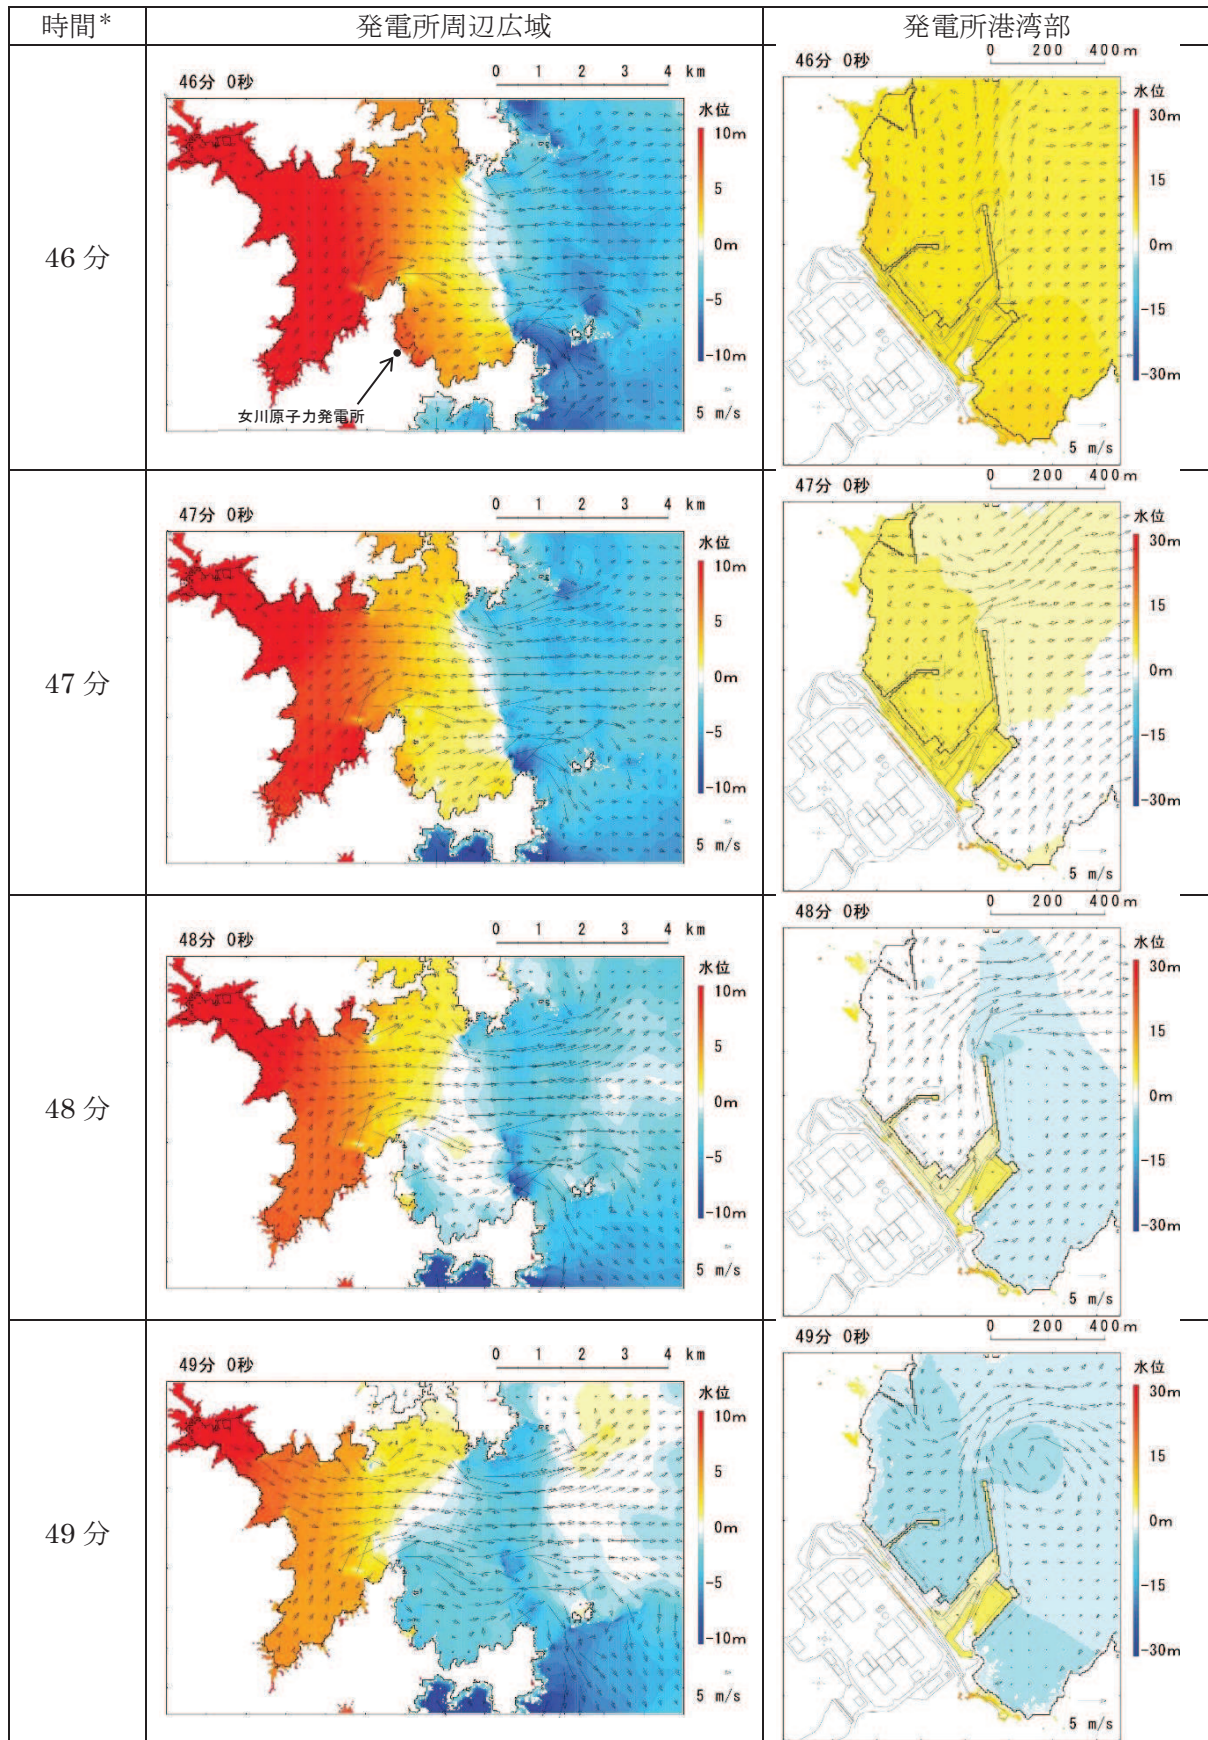 時間* 発電所周辺広域 発電所港湾部
46分
46分 0秒 0 1 2 3 4 km
水位
10m
5
0m
-5
-10m
5 m/s
女川原子力発電所
46分 0秒 0 200 400m
水位
30m
15
0m
-15
-30m
5 m/s
47分
47分 0秒 0 1 2 3 4 km
水位
10m
5
0m
-5
-10m
5 m/s
47分 0秒 0 200 400m
水位
30m
15
0m
-15
-30m
5 m/s
48分
48分 0秒 0 1 2 3 4 km
水位
10m
5
0m
-5
-10m
5 m/s
48分 0秒 0 200 400m
水位
30m
15
0m
-15
-30m
5 m/s
49分
49分 0秒 0 1 2 3 4 km
水位
10m
5
0m
-5
-10m
5 m/s
49分 0秒 0 200 400m
水位
30m
15
0m
-15
-30m
5 m/s